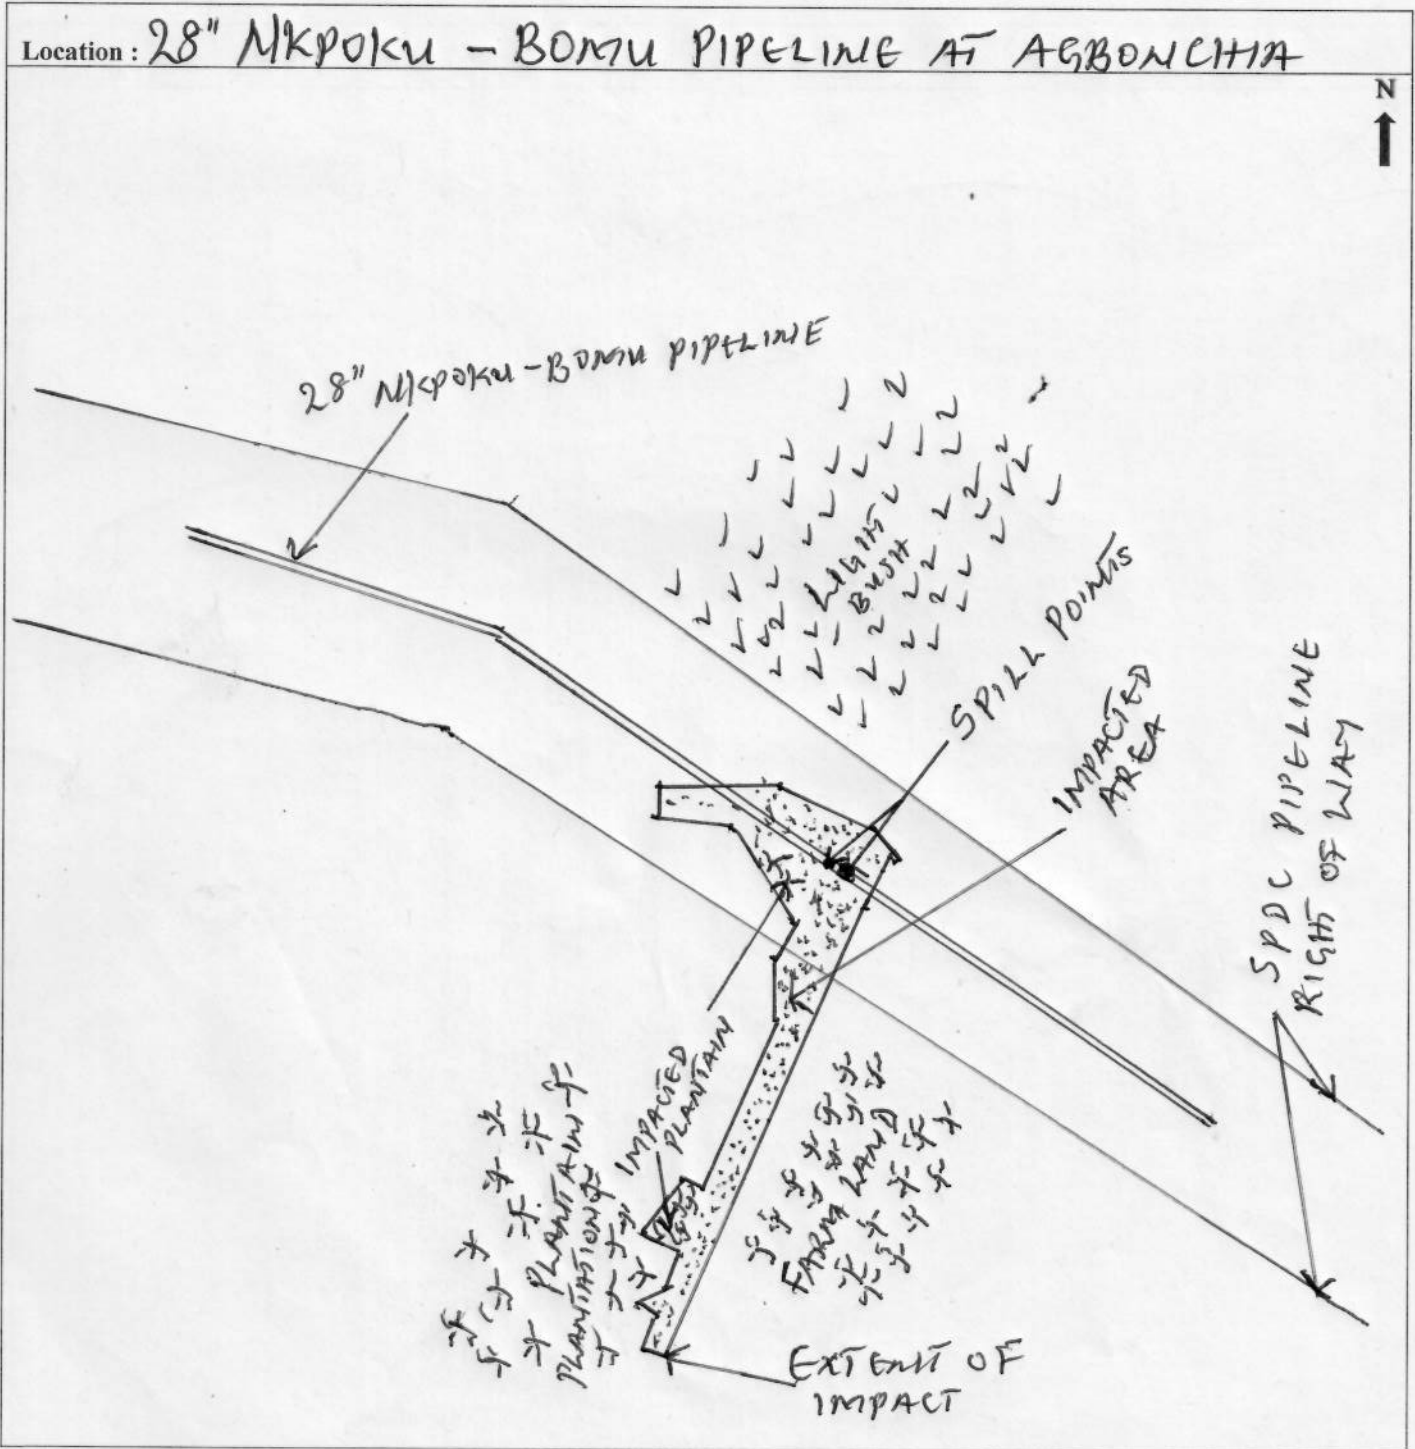 Location : 28" NKPOKU - BOMU PIPELINE AT AGBONCHIA
N
28" NKPOKU - BOMU PIPELINE
LIGHT
BUSH
SPILL POINTS
IMPACTED
AREA
SPDC PIPELINE
RIGHT OF WAY
IMPACTED
PLANTAIN
PLANTAIN
PLANTATION
FARM LAND
EXTENT OF
IMPACT